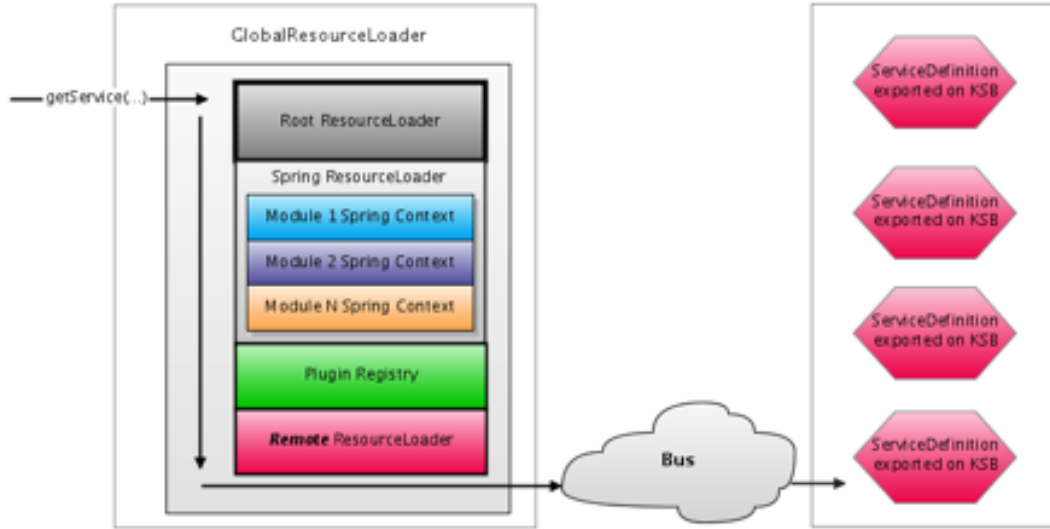 GlobalResourceLoader
getService(...)
Root ResourceLoader
Spring ResourceLoader
Module 1 Spring Context
Module 2 Spring Context
Module N Spring Context
Plugin Registry
Remote ResourceLoader
Bus
ServiceDefinition
exported on KSB
ServiceDefinition
exported on KSB
ServiceDefinition
exported on KSB
ServiceDefinition
exported on KSB